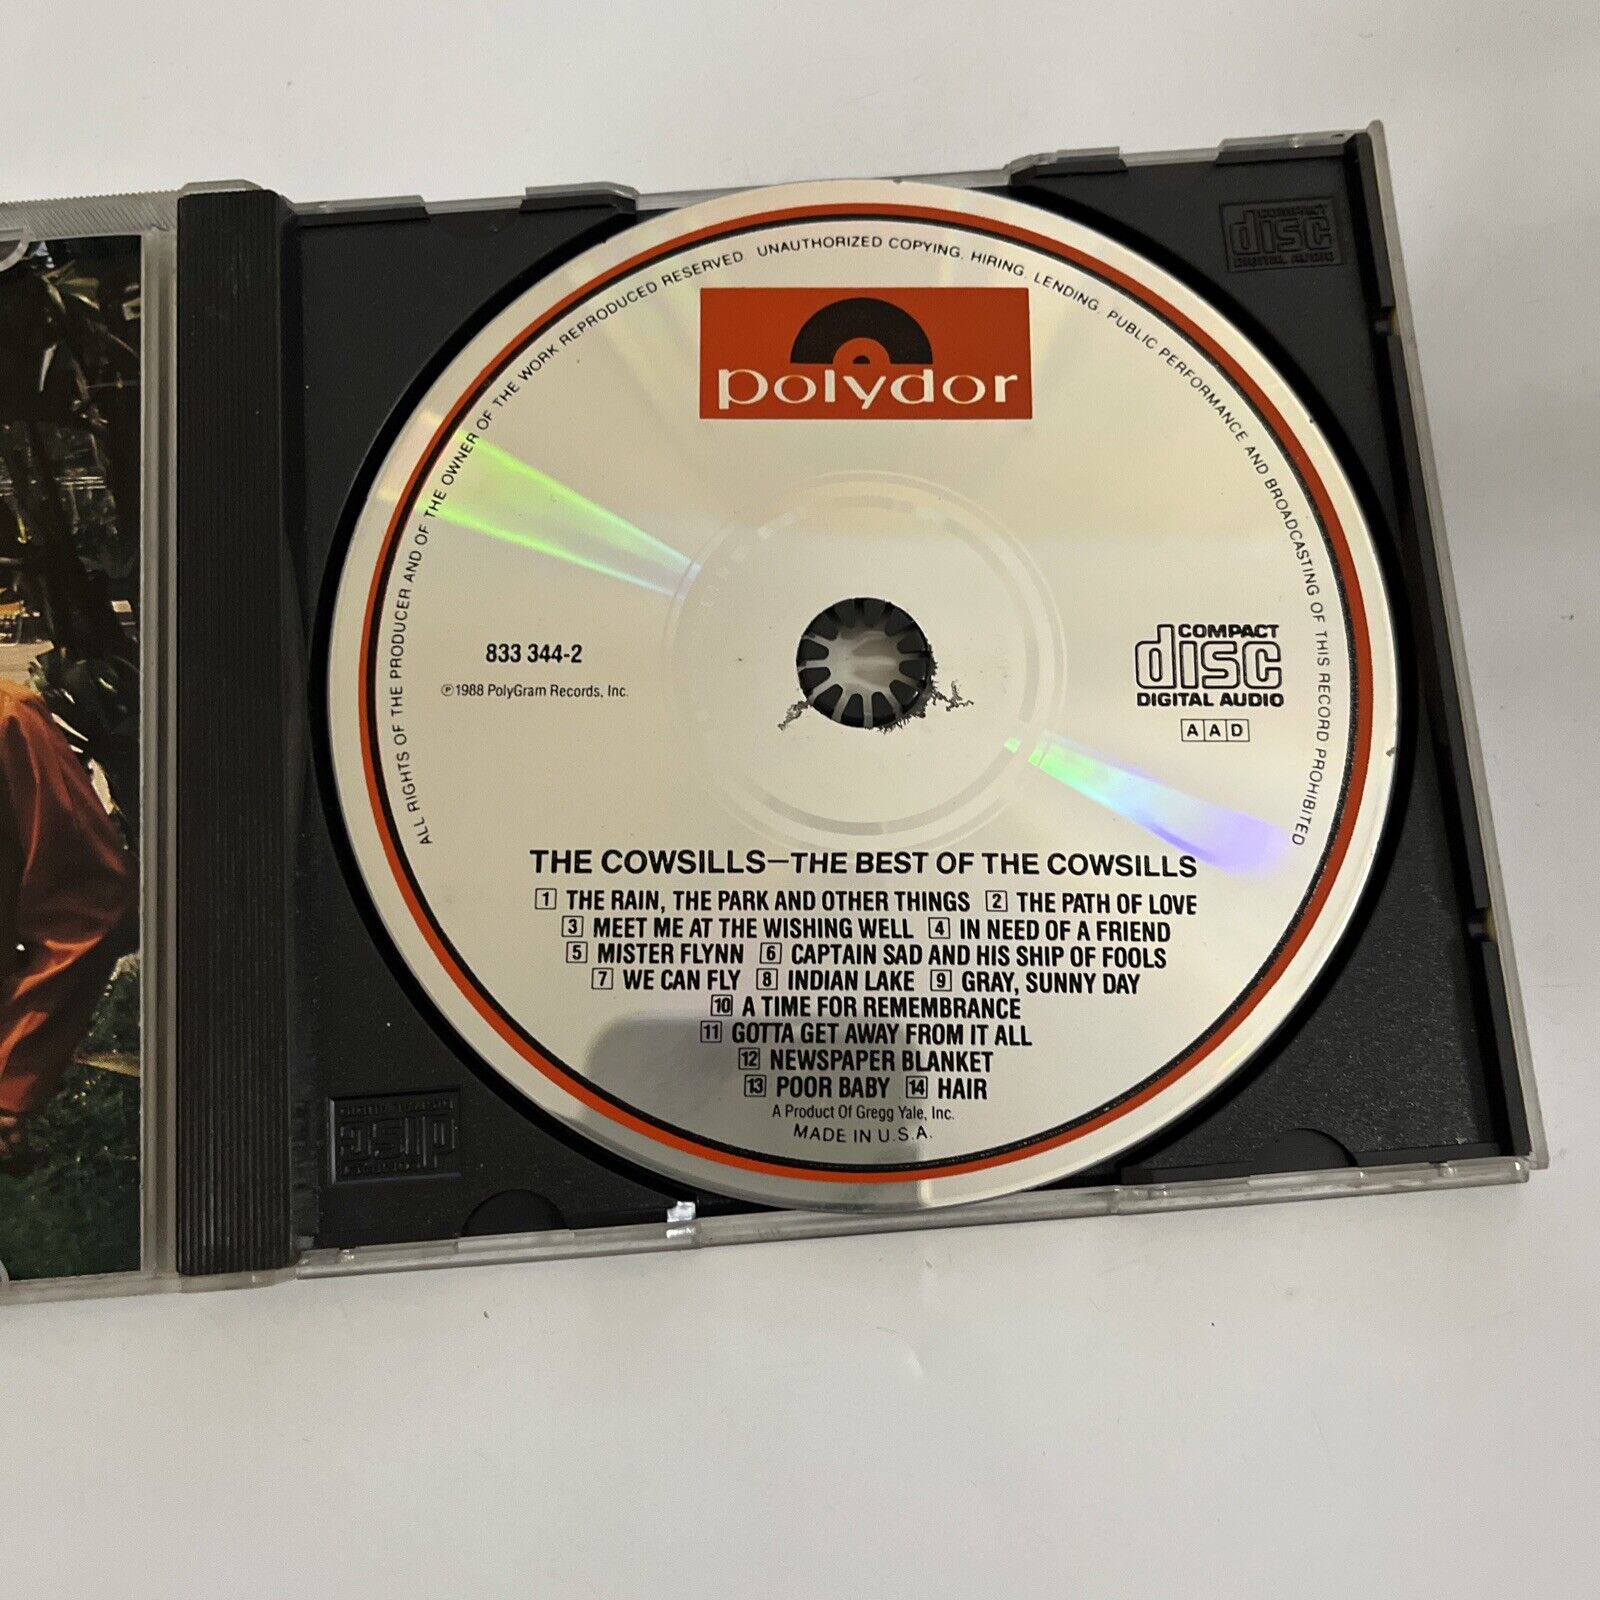 ALL RIGHTS OF THE PRODUCER AND OF THE OWNER OF THE WORK REPRODUCED RESERVED UNAUTHORIZED COPYING, HIRING, LENDING, PUBLIC PERFORMANCE AND BROADCASTING OF THIS RECORD PROHIBITED
polydor
COMPACT
disc
DIGITAL AUDIO
833 344-2
℗1988 PolyGram Records, Inc.
COMPACT
disc
DIGITAL AUDIO
A A D
THE COWSILLS—THE BEST OF THE COWSILLS
1 THE RAIN, THE PARK AND OTHER THINGS 2 THE PATH OF LOVE
3 MEET ME AT THE WISHING WELL 4 IN NEED OF A FRIEND
5 MISTER FLYNN 6 CAPTAIN SAD AND HIS SHIP OF FOOLS
7 WE CAN FLY 8 INDIAN LAKE 9 GRAY, SUNNY DAY
10 A TIME FOR REMEMBRANCE
11 GOTTA GET AWAY FROM IT ALL
12 NEWSPAPER BLANKET
13 POOR BABY 14 HAIR
A Product Of Gregg Yale, Inc.
MADE IN U.S.A.
disc